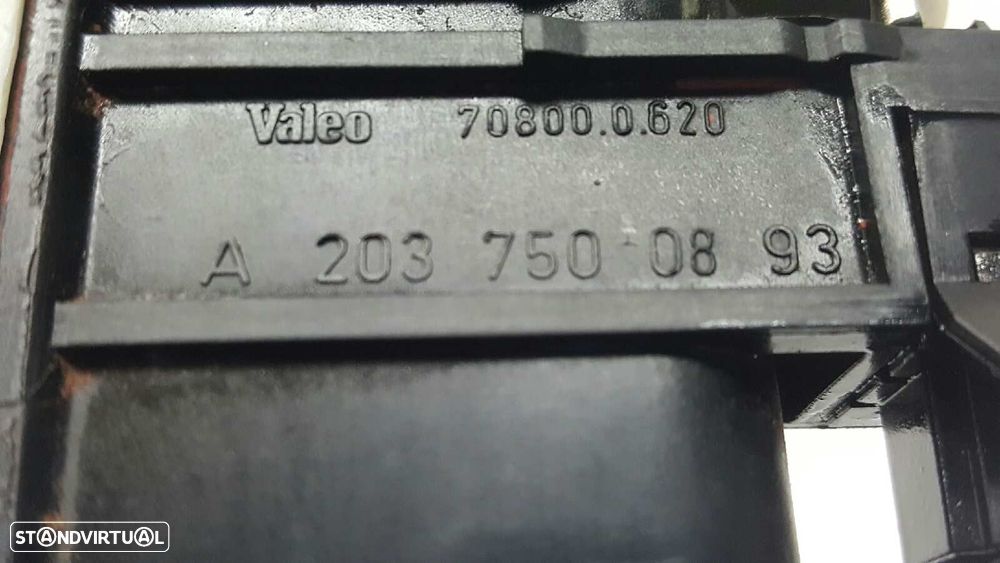 Valeo 70800.0.620
A 203 750 08 93
STANDVIRTUAL